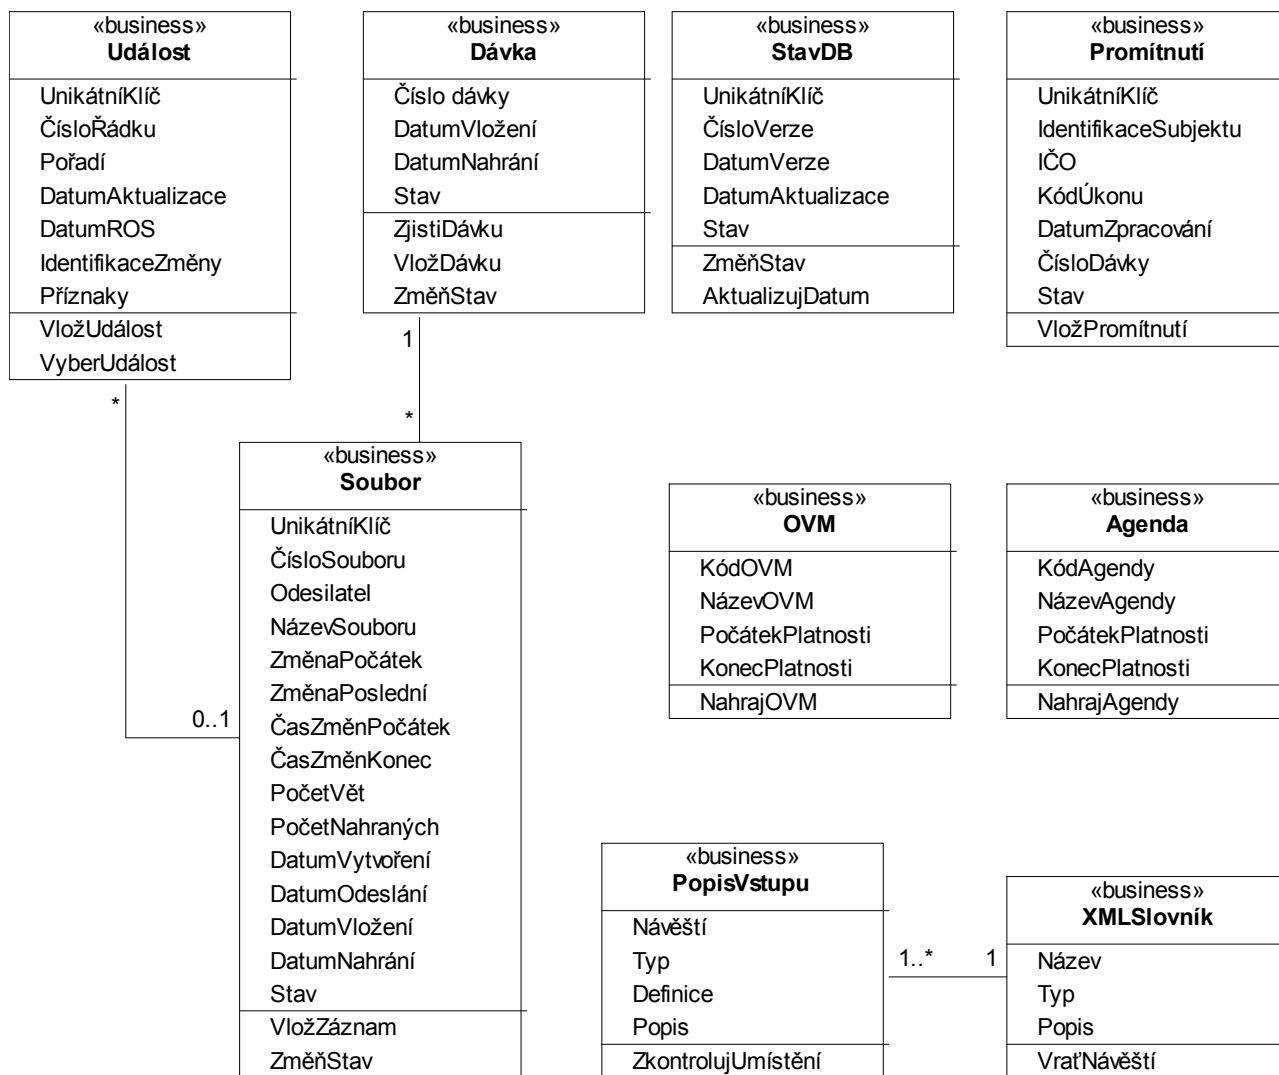 «business»
Událost
UnikátníKlíč
ČísloŘádku
Pořadí
DatumAktualizace
DatumROS
IdentifikaceZměny
Příznaky
VložUdálost
VyberUdálost
«business»
Dávka
Číslo dávky
DatumVložení
DatumNahrání
Stav
ZjistiDávku
VložDávku
ZměňStav
«business»
StavDB
UnikátníKlíč
ČísloVerze
DatumVerze
DatumAktualizace
Stav
ZměňStav
AktualizujDatum
«business»
Promítnutí
UnikátníKlíč
IdentifikaceSubjektu
IČO
KódÚkonu
DatumZpracování
ČísloDávky
Stav
VložPromítnutí
*
0..1
1
*
«business»
Soubor
UnikátníKlíč
ČísloSouboru
Odesilatel
NázevSouboru
ZměnaPočátek
ZměnaPoslední
ČasZměnPočátek
ČasZměnKonec
PočetVět
PočetNahraných
DatumVytvoření
DatumOdeslání
DatumVložení
DatumNahrání
Stav
VložZáznam
ZměňStav
«business»
OVM
KódOVM
NázevOVM
PočátekPlatnosti
KonecPlatnosti
NahrajOVM
«business»
Agenda
KódAgendy
NázevAgendy
PočátekPlatnosti
KonecPlatnosti
NahrajAgendy
«business»
PopisVstupu
Návěští
Typ
Definice
Popis
ZkontrolujUmístění
1..*
1
«business»
XMLSlovník
Název
Typ
Popis
VraťNávěští